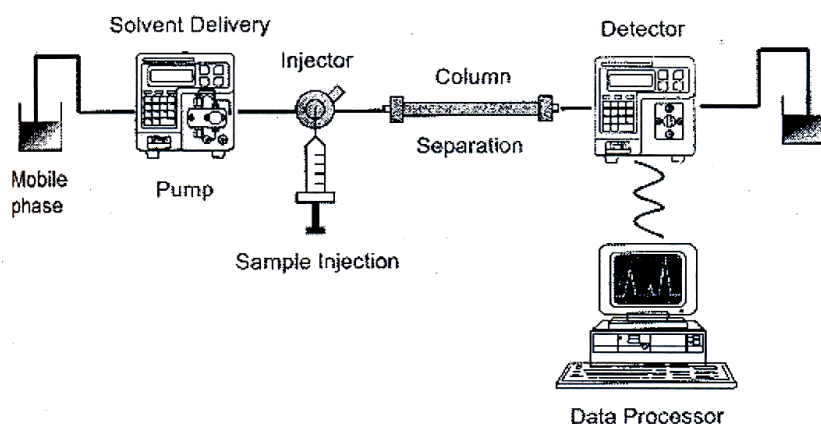 Solvent Delivery
Injector
Column
Detector
Separation
Mobile
phase
Pump
Sample Injection
Data Processor